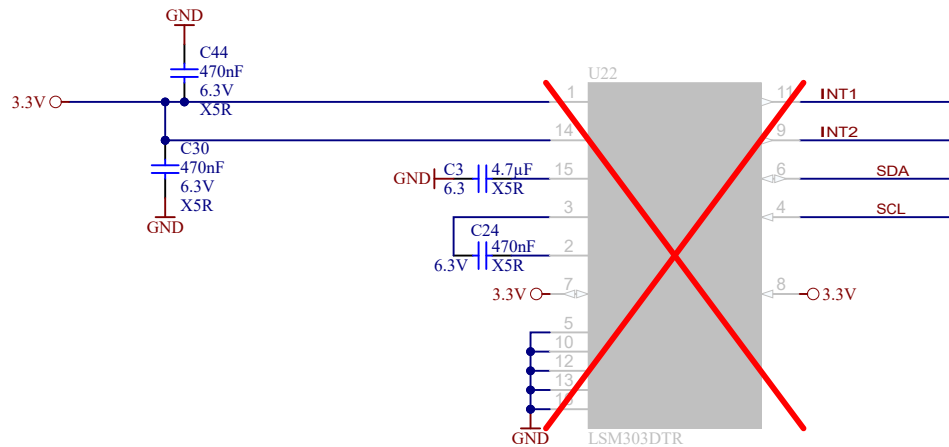 GND
C44
470nF
6.3V
X5R
3.3V
C30
470nF
6.3V
X5R
GND
GND
C3
4.7µF
6.3
X5R
C24
470nF
6.3V
X5R
3.3V
GND
U22
1
14
15
3
2
7
5
10
12
13
11
9
6
4
8
INT1
INT2
SDA
SCL
3.3V
LSM303DTR